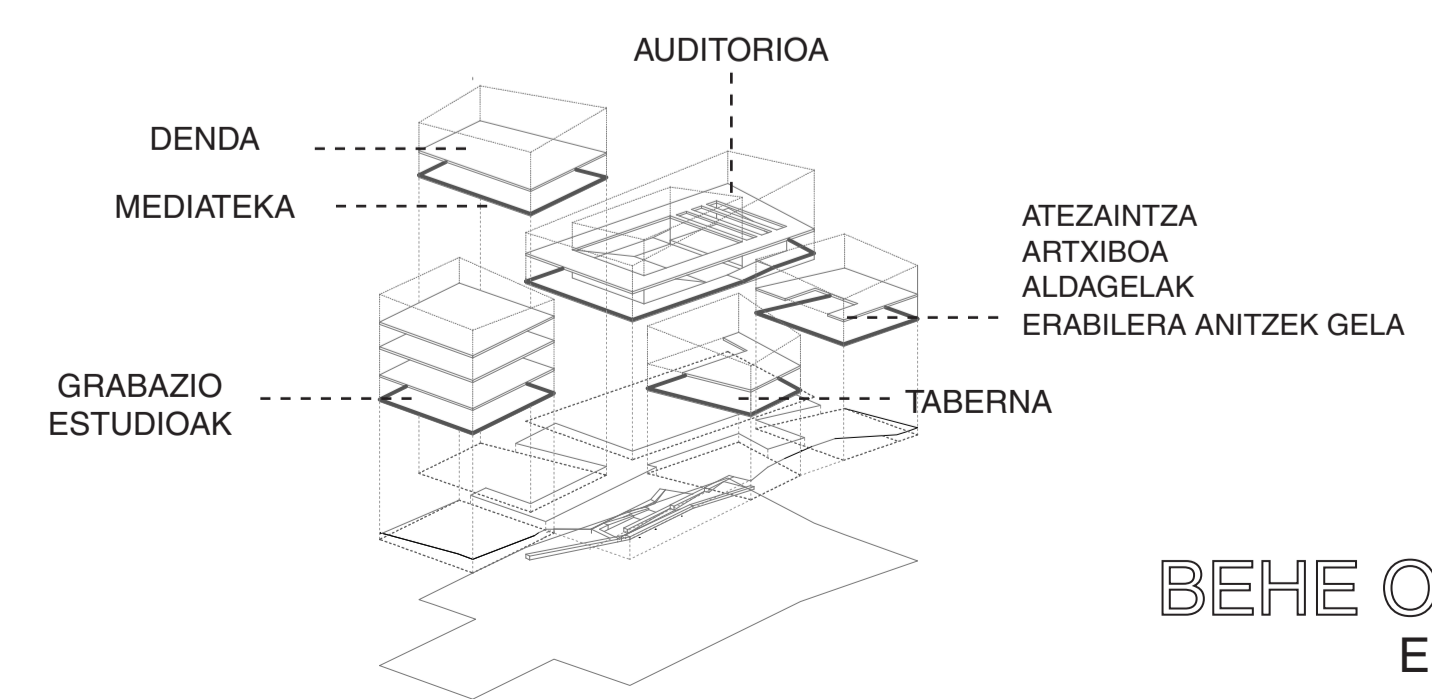 AUDITORIOA
DENDA
MEDIATEKA
ATEZAINTZA
ARTXIBOA
ALDAGELAK
ERABILERA ANITZEK GELA
GRABAZIO
ESTUDIOAK
TABERNA
BEHE O
E